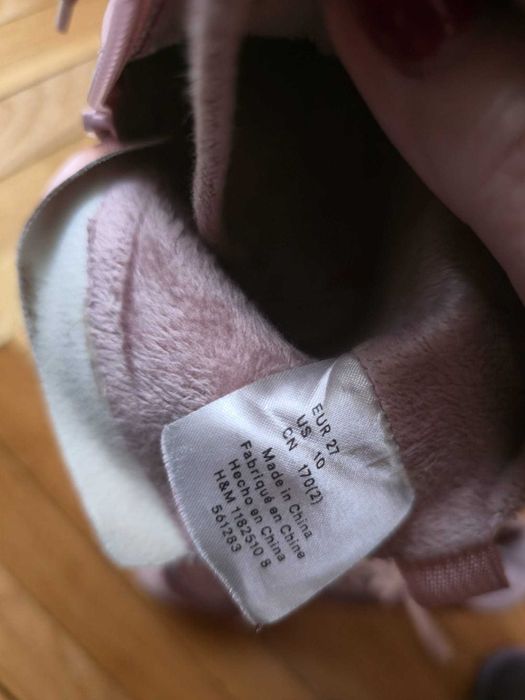 EUR 27
US 10
CN 170(2)
Made in China
Fabriqué en Chine
Hecho en China
H&M 1182510 8
561283